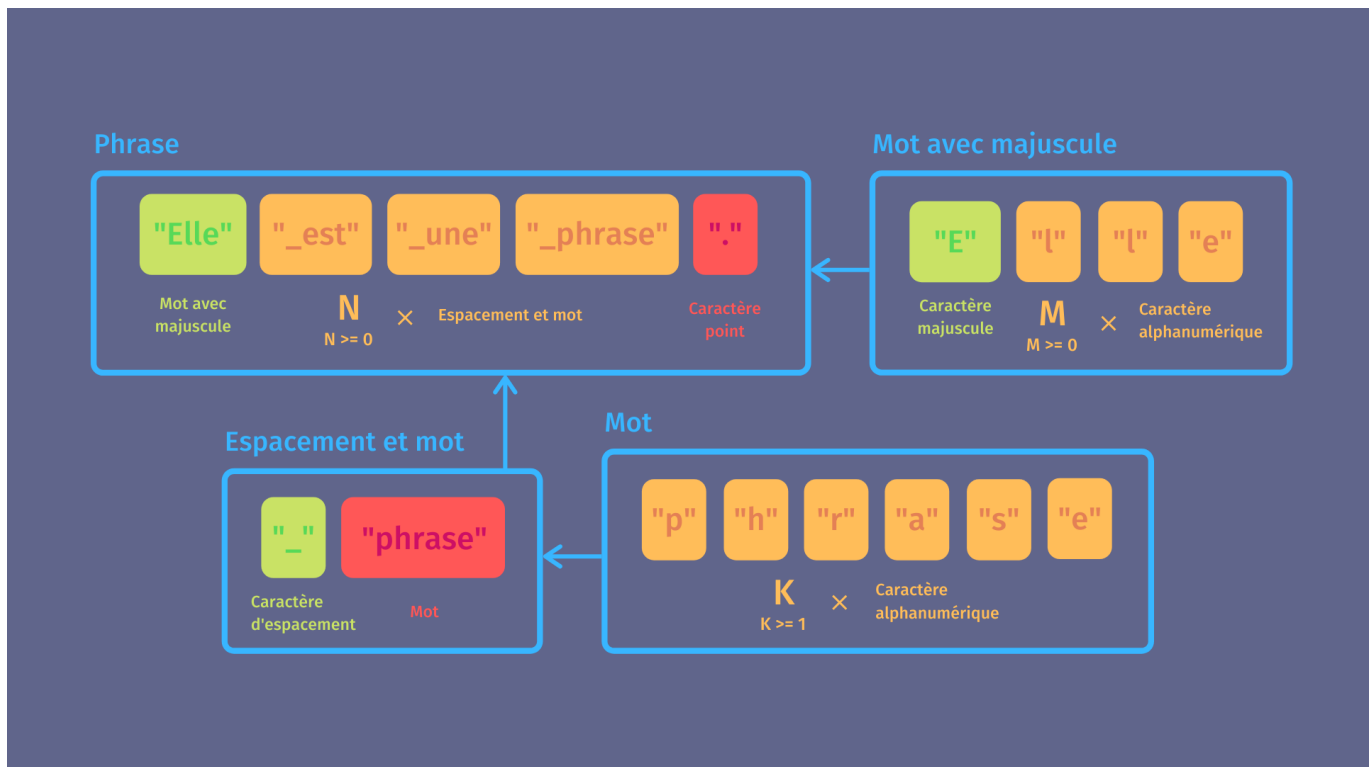 Phrase
"Elle" "_est" "_une" "_phrase" "."
Mot avec
majuscule
N
N >= 0
×
Espacement et mot
Caractère
point
Mot avec majuscule
"E" "l" "l" "e"
Caractère
majuscule
M
M >= 0
×
Caractère
alphanumérique
Espacement et mot
"_" "phrase"
Caractère
d'espacement
Mot
Mot
"p" "h" "r" "a" "s" "e"
K
K >= 1
×
Caractère
alphanumérique